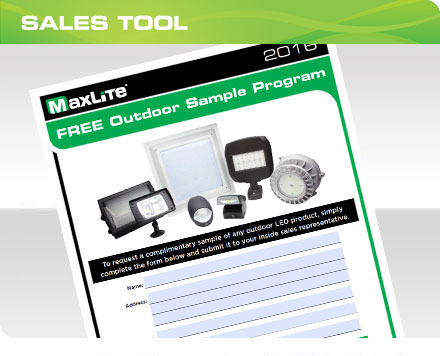 SALES TOOL
2016
MAXLITE®
FREE Outdoor Sample Program
To request a complimentary sample of any outdoor LED product, simply
complete the form below and submit it to your inside sales representative.
Name:
Address: